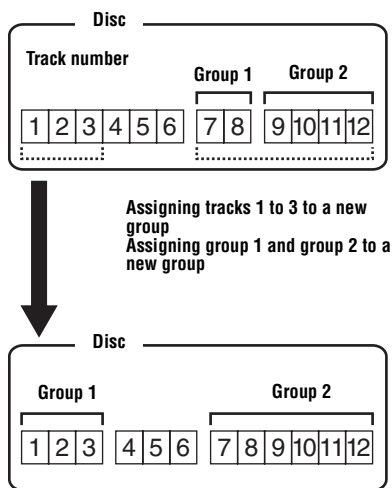 Disc
Track number
Group 1 Group 2
1 2 3 4 5 6 7 8 9 10 11 12
Assigning tracks 1 to 3 to a new
group
Assigning group 1 and group 2 to a
new group
Disc
Group 1 Group 2
1 2 3 4 5 6 7 8 9 10 11 12